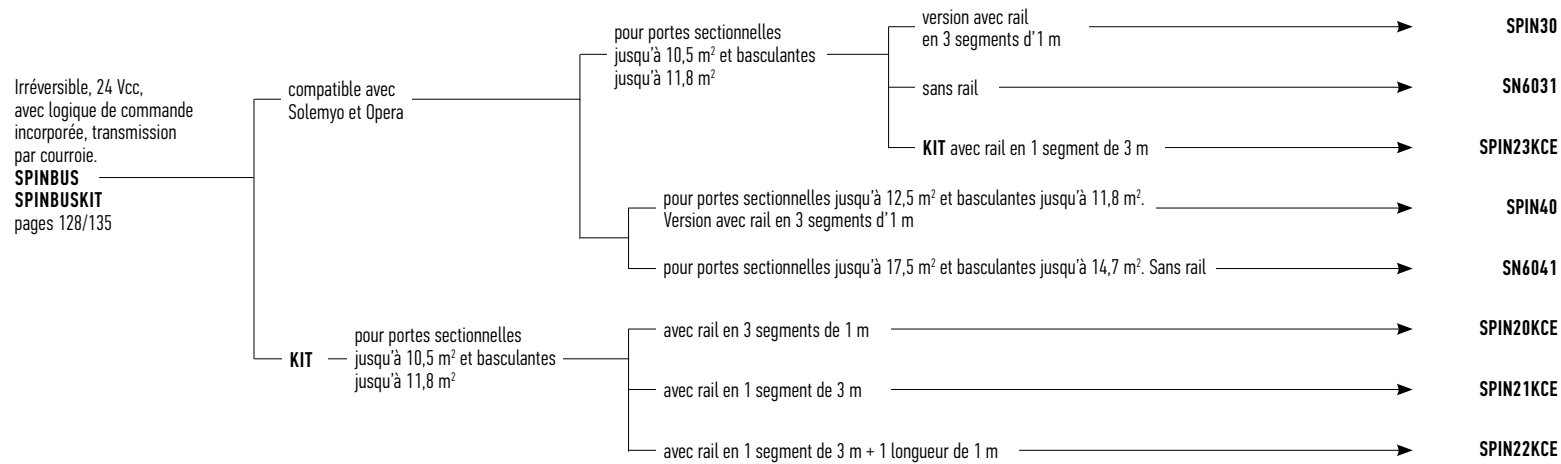 Irréversible, 24 Vcc,
avec logique de commande
incorporée, transmission
par courroie.
SPINBUS
SPINBUSKIT
pages 128/135
compatible avec
Solemyo et Opera
pour portes sectionnelles
jusqu'à 10,5 m² et basculantes
jusqu'à 11,8 m²
version avec rail
en 3 segments d'1 m
SPIN30
sans rail
SN6031
KIT avec rail en 1 segment de 3 m
SPIN23KCE
pour portes sectionnelles jusqu'à 12,5 m² et basculantes jusqu'à 11,8 m².
Version avec rail en 3 segments d'1 m
SPIN40
pour portes sectionnelles jusqu'à 17,5 m² et basculantes jusqu'à 14,7 m². Sans rail
SN6041
KIT
pour portes sectionnelles
jusqu'à 10,5 m² et basculantes
jusqu'à 11,8 m²
avec rail en 3 segments de 1 m
SPIN20KCE
avec rail en 1 segment de 3 m
SPIN21KCE
avec rail en 1 segment de 3 m + 1 longueur de 1 m
SPIN22KCE